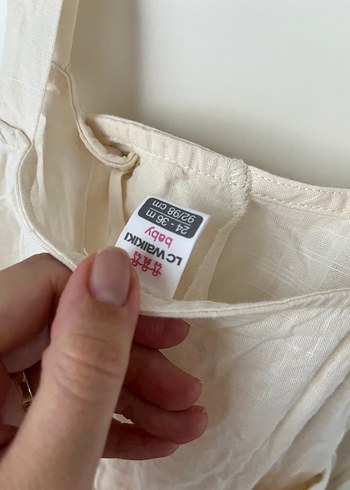 LC WAIKIKI
baby
24 - 36 m
92/98 cm